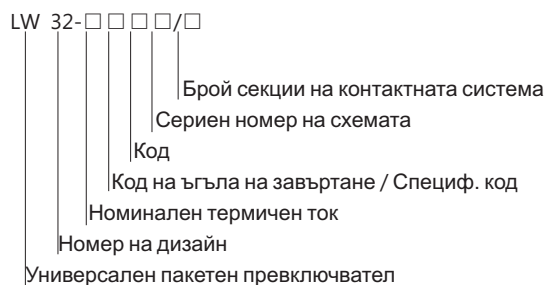 LW 32-□□□□/□
Брой секции на контактната система
Сериен номер на схемата
Код
Код на ъгъла на завъртане / Специф. код
Номинален термичен ток
Номер на дизайн
Универсален пакетен превключвател